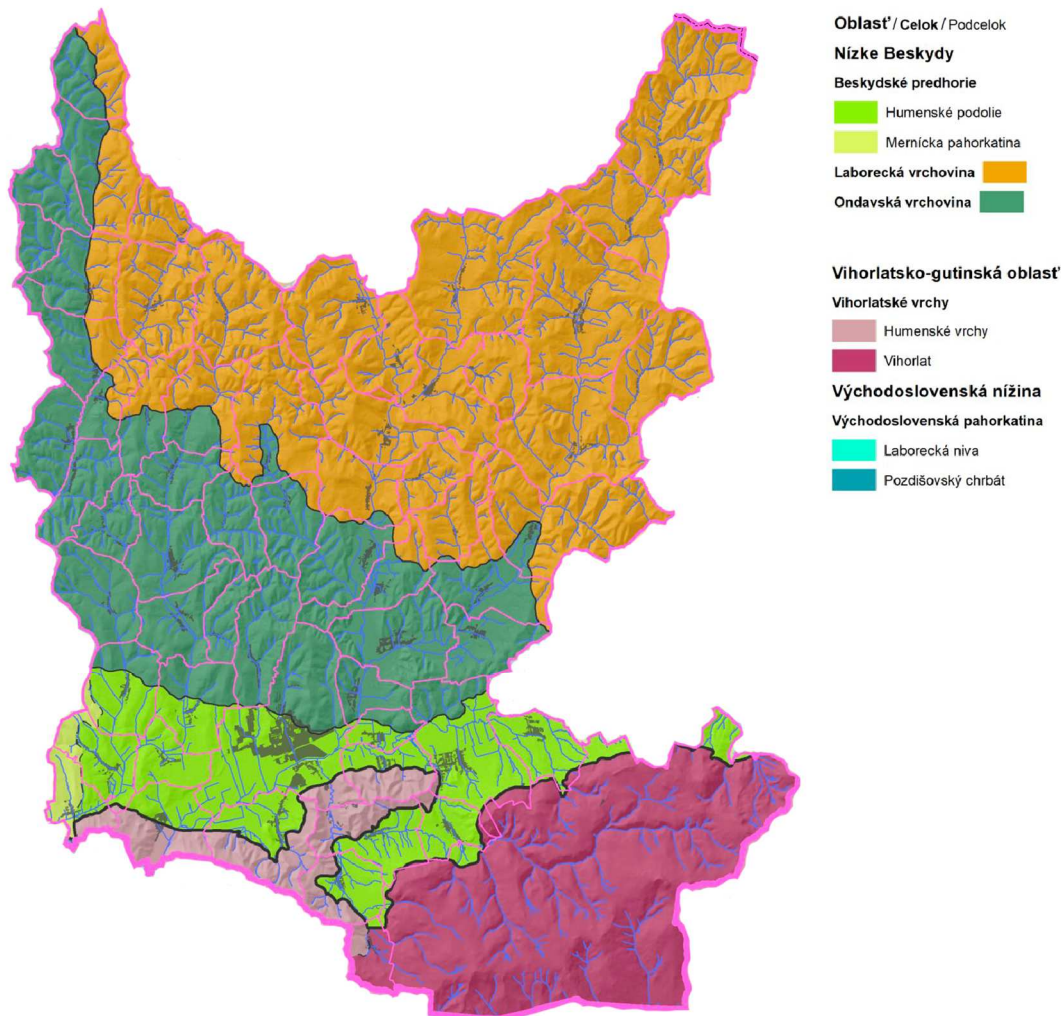 Oblasť / Celok / Podcelok
Nízke Beskydy
Beskydské predhorie
Humenské podolie
Mernícka pahorkatina
Laborecká vrchovina
Ondavská vrchovina
Vihorlatsko-gutinská oblasť
Vihorlatské vrchy
Humenské vrchy
Vihorlat
Východoslovenská nížina
Východoslovenská pahorkatina
Laborecká niva
Pozdišovský chrbát